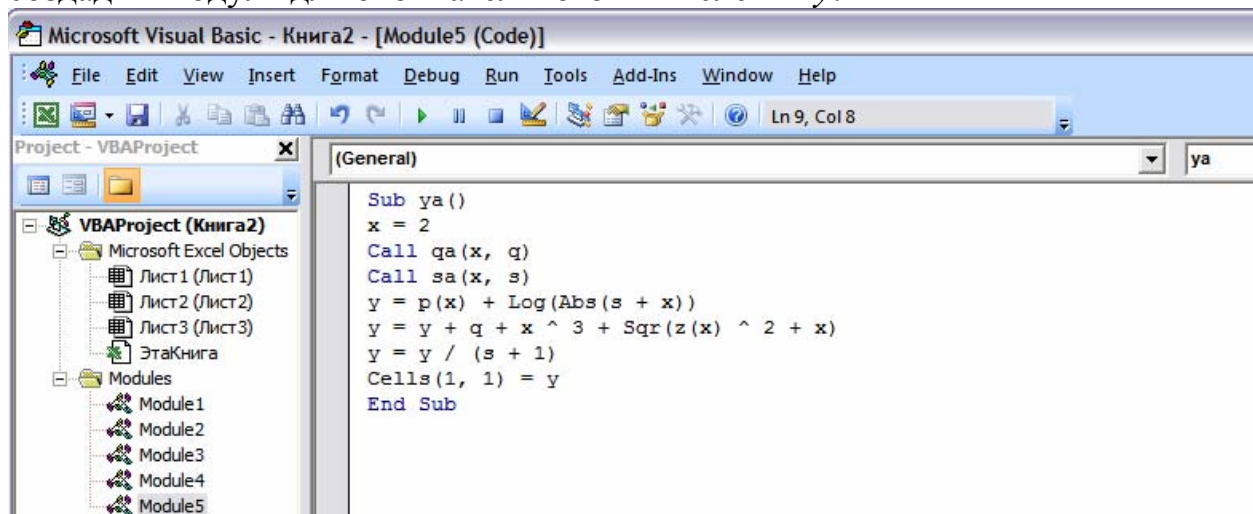 Microsoft Visual Basic - Книга2 - [Module5 (Code)]
File Edit View Insert Format Debug Run Tools Add-Ins Window Help
Ln 9, Col 8
Project - VBAProject
(General)
ya
VBAProject (Книга2)
Microsoft Excel Objects
Лист1 (Лист1)
Лист2 (Лист2)
Лист3 (Лист3)
ЭтаКнига
Modules
Module1
Module2
Module3
Module4
Module5
Sub ya()
x = 2
Call qa(x, q)
Call sa(x, s)
y = p(x) + Log(Abs(s + x))
y = y + q + x ^ 3 + Sqr(z(x) ^ 2 + x)
y = y / (s + 1)
Cells(1, 1) = y
End Sub